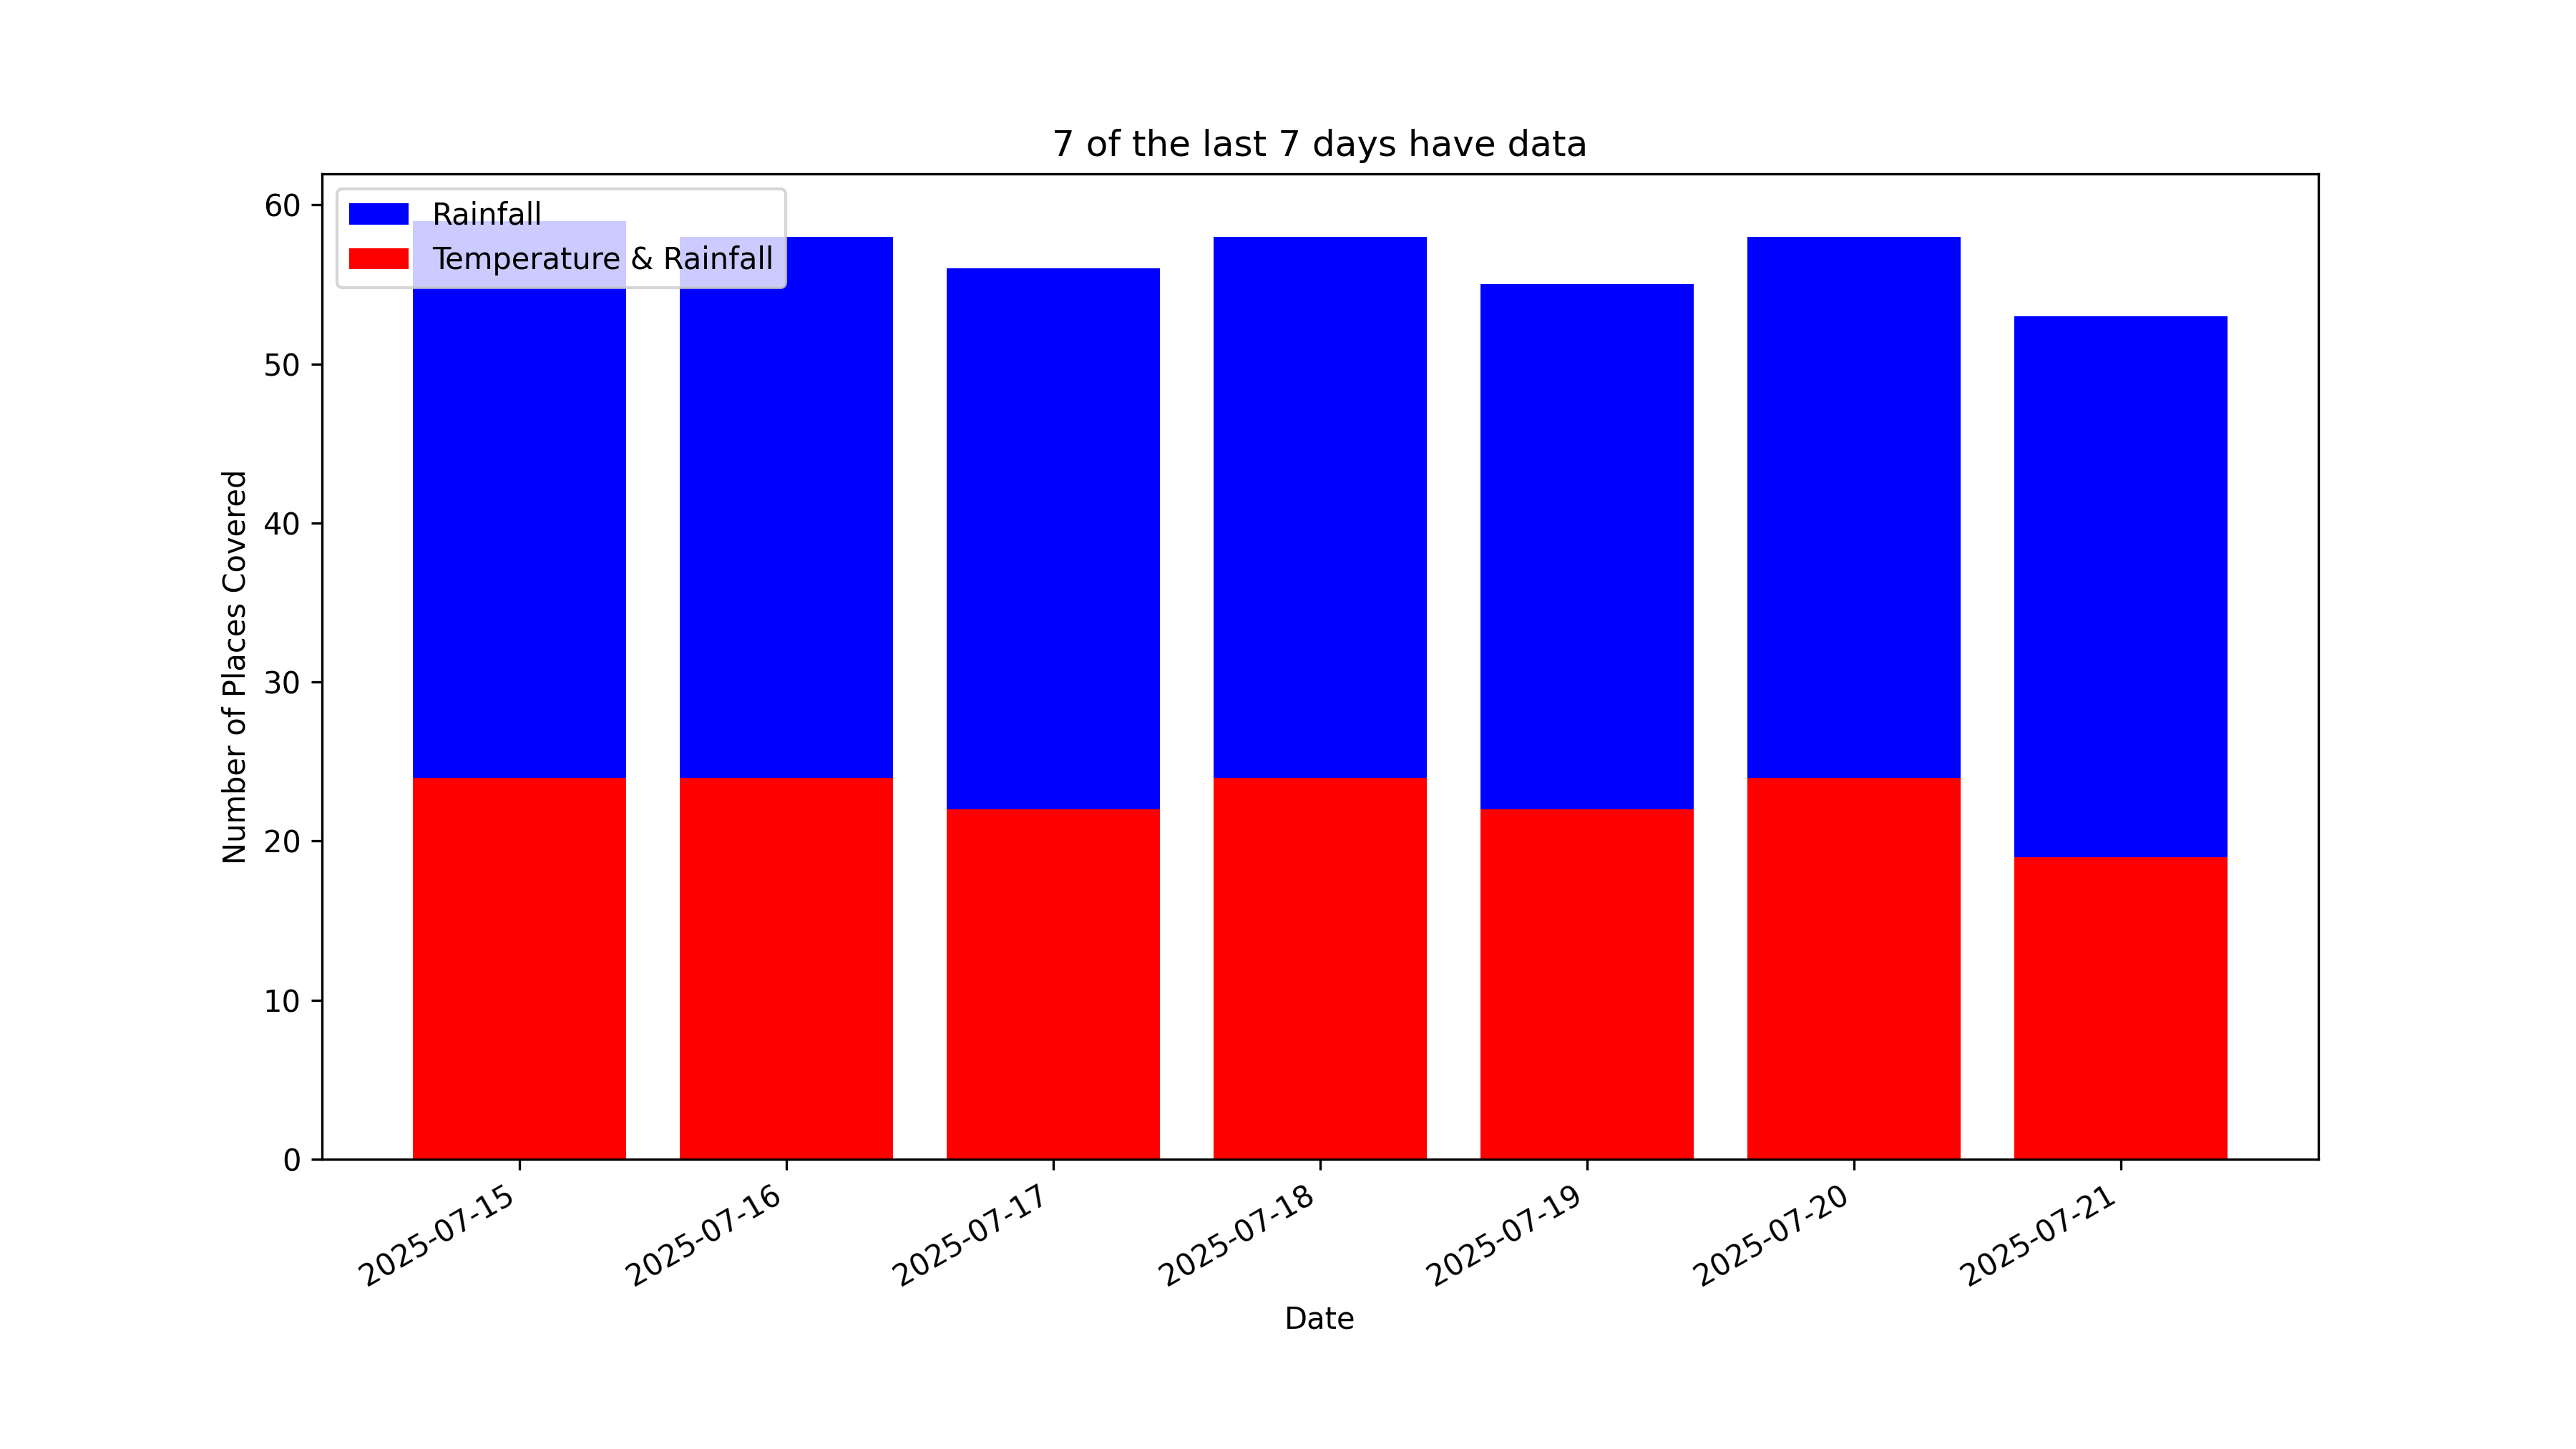 7 of the last 7 days have data
Rainfall
Temperature & Rainfall
Number of Places Covered
60
50
40
30
20
10
0
2025-07-15
2025-07-16
2025-07-17
2025-07-18
2025-07-19
2025-07-20
2025-07-21
Date